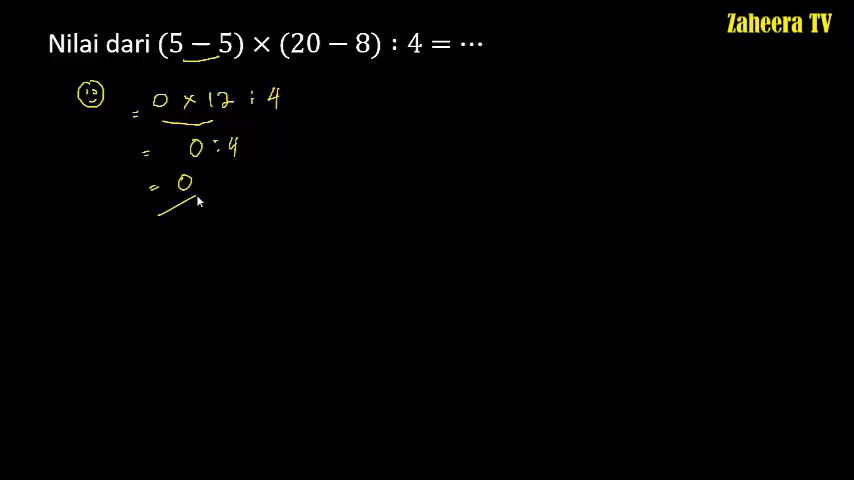 Zaheera TV
Nilai dari (5 − 5) × (20 − 8) : 4 = ⋯
= 0 × 12 : 4
= 0 : 4
= 0